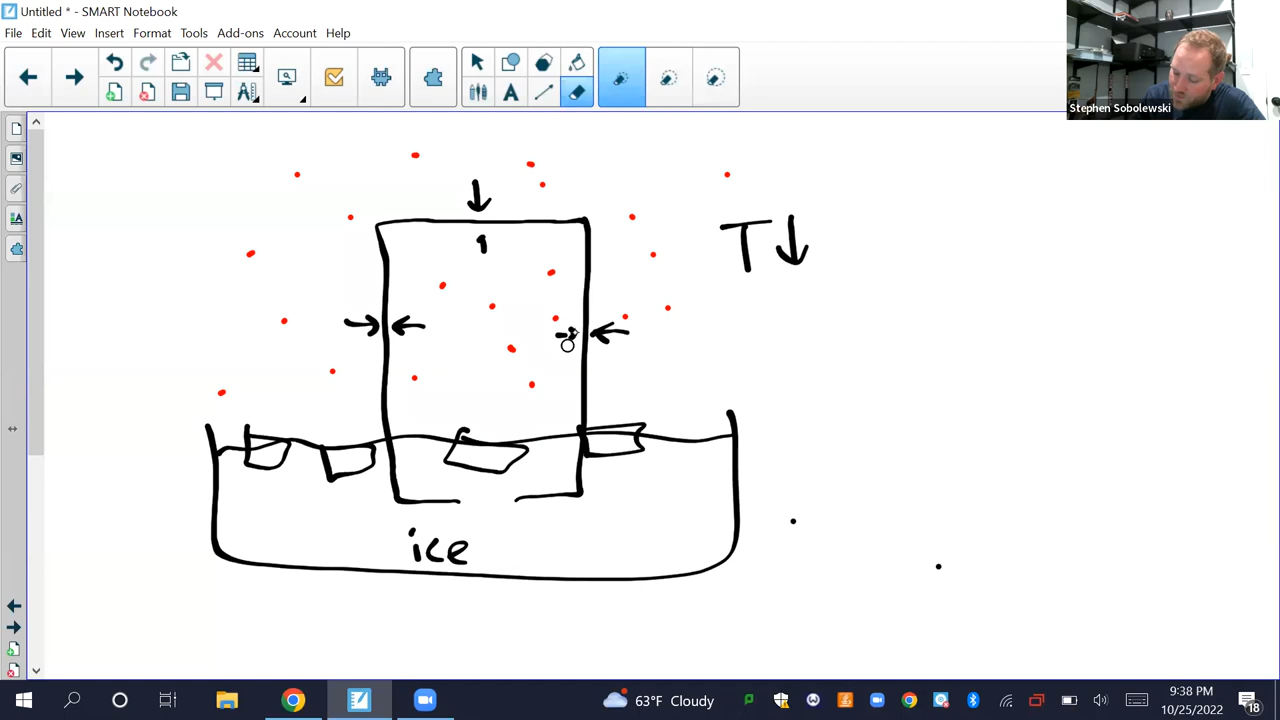 Untitled * - SMART Notebook
File Edit View Insert Format Tools Add-ons Account Help
Stephen Sobolewski
T
ice
63°F Cloudy
9:38 PM
10/25/2022
18